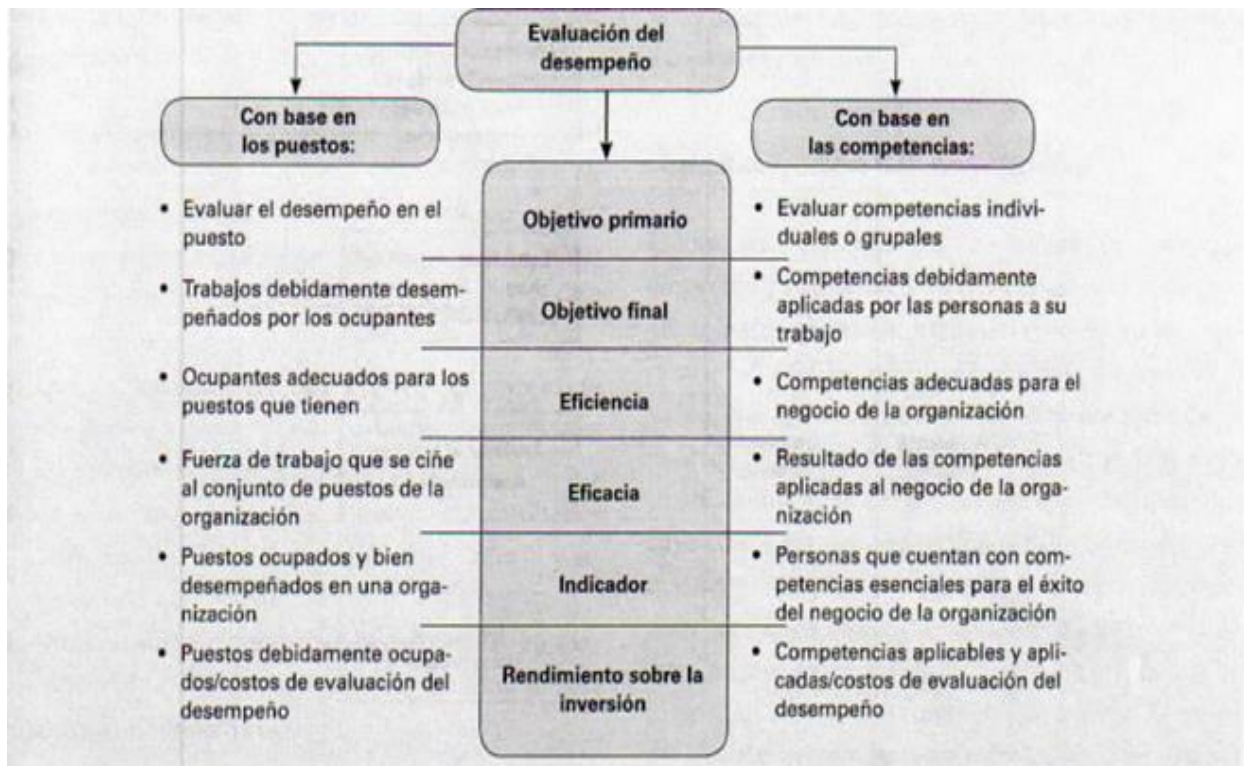 Evaluación del
desempeño
Con base en
los puestos:
Con base en
las competencias:
• Evaluar el desempeño en el
puesto
Objetivo primario
• Evaluar competencias indivi-
duales o grupales
• Trabajos debidamente desem-
peñados por los ocupantes
Objetivo final
• Competencias debidamente
aplicadas por las personas a su
trabajo
• Ocupantes adecuados para los
puestos que tienen
Eficiencia
• Competencias adecuadas para el
negocio de la organización
• Fuerza de trabajo que se ciñe
al conjunto de puestos de la
organización
Eficacia
• Resultado de las competencias
aplicadas al negocio de la orga-
nización
• Puestos ocupados y bien
desempeñados en una orga-
nización
Indicador
• Personas que cuentan con com-
petencias esenciales para el éxito
del negocio de la organización
• Puestos debidamente ocupa-
dos/costos de evaluación del
desempeño
Rendimiento sobre la
inversión
• Competencias aplicables y apli-
cadas/costos de evaluación del
desempeño